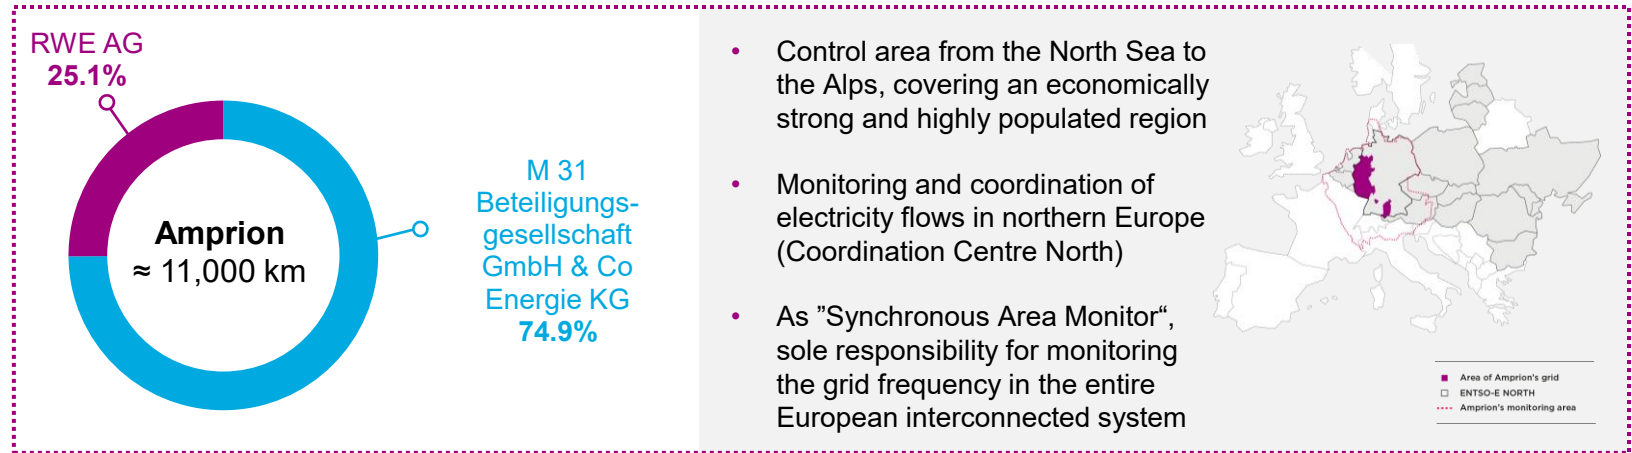 RWE AG
25.1%
Amprion
≈ 11,000 km
M 31
Beteiligungs-
gesellschaft
GmbH & Co
Energie KG
74.9%
• Control area from the North Sea to
the Alps, covering an economically
strong and highly populated region
• Monitoring and coordination of
electricity flows in northern Europe
(Coordination Centre North)
• As ”Synchronous Area Monitor“,
sole responsibility for monitoring
the grid frequency in the entire
European interconnected system
Area of Amprion's grid
ENTSO-E NORTH
Amprion's monitoring area